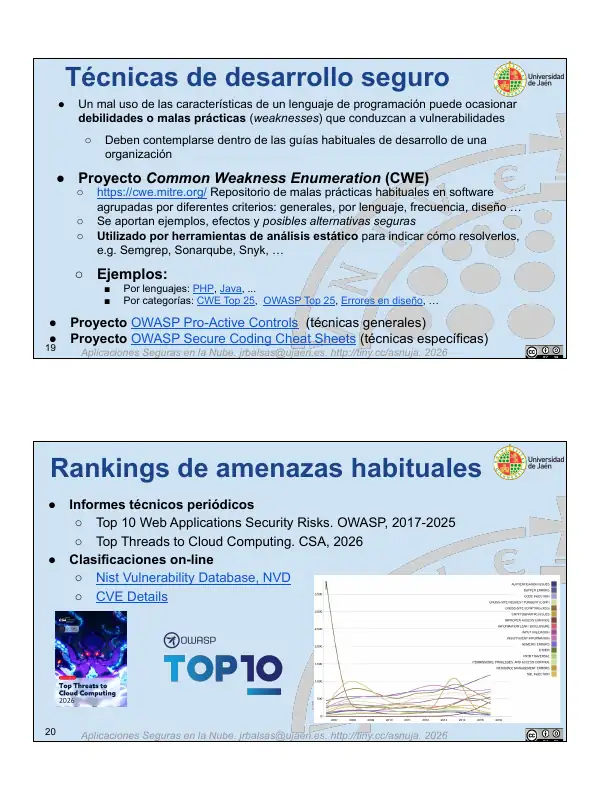 Técnicas de desarrollo seguro
Universidad
de Jaén
● Un mal uso de las características de un lenguaje de programación puede ocasionar
debilidades o malas prácticas (weaknesses) que conduzcan a vulnerabilidades
○ Deben contemplarse dentro de las guías habituales de desarrollo de una
organización
● Proyecto Common Weakness Enumeration (CWE)
○ https://cwe.mitre.org/ Repositorio de malas prácticas habituales en software
agrupadas por diferentes criterios: generales, por lenguaje, frecuencia, diseño …
○ Se aportan ejemplos, efectos y posibles alternativas seguras
○ Utilizado por herramientas de análisis estático para indicar cómo resolverlos,
e.g. Semgrep, Sonarqube, Snyk, …
○ Ejemplos:
■ Por lenguajes: PHP, Java, ...
■ Por categorías: CWE Top 25, OWASP Top 25, Errores en diseño, …
● Proyecto OWASP Pro-Active Controls (técnicas generales)
● Proyecto OWASP Secure Coding Cheat Sheets (técnicas específicas)
19
Aplicaciones Seguras en la Nube. jrbalsas@ujaen.es. http://tiny.cc/asnuja. 2026
Rankings de amenazas habituales
Universidad
de Jaén
● Informes técnicos periódicos
○ Top 10 Web Applications Security Risks. OWASP, 2017-2025
○ Top Threats to Cloud Computing. CSA, 2026
● Clasificaciones on-line
○ Nist Vulnerability Database, NVD
○ CVE Details
Top Threats to
Cloud Computing
2026
OWASP
TOP10
20
Aplicaciones Seguras en la Nube. jrbalsas@ujaen.es. http://tiny.cc/asnuja. 2026